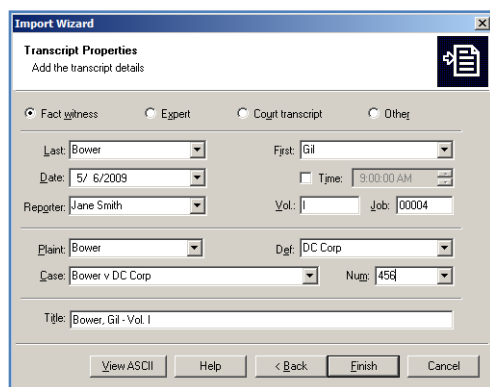 Import Wizard
Transcript Properties
Add the transcript details
Fact witness Expert Court transcript Other
Last: Bower First: Gil
Date: 5/ 6/2009 Time: 9:00:00 AM
Reporter: Jane Smith Vol.: I Job: 00004
Plaint: Bower Def: DC Corp
Case: Bower v DC Corp Num: 456
Title: Bower, Gil - Vol. I
View ASCII Help < Back Finish Cancel